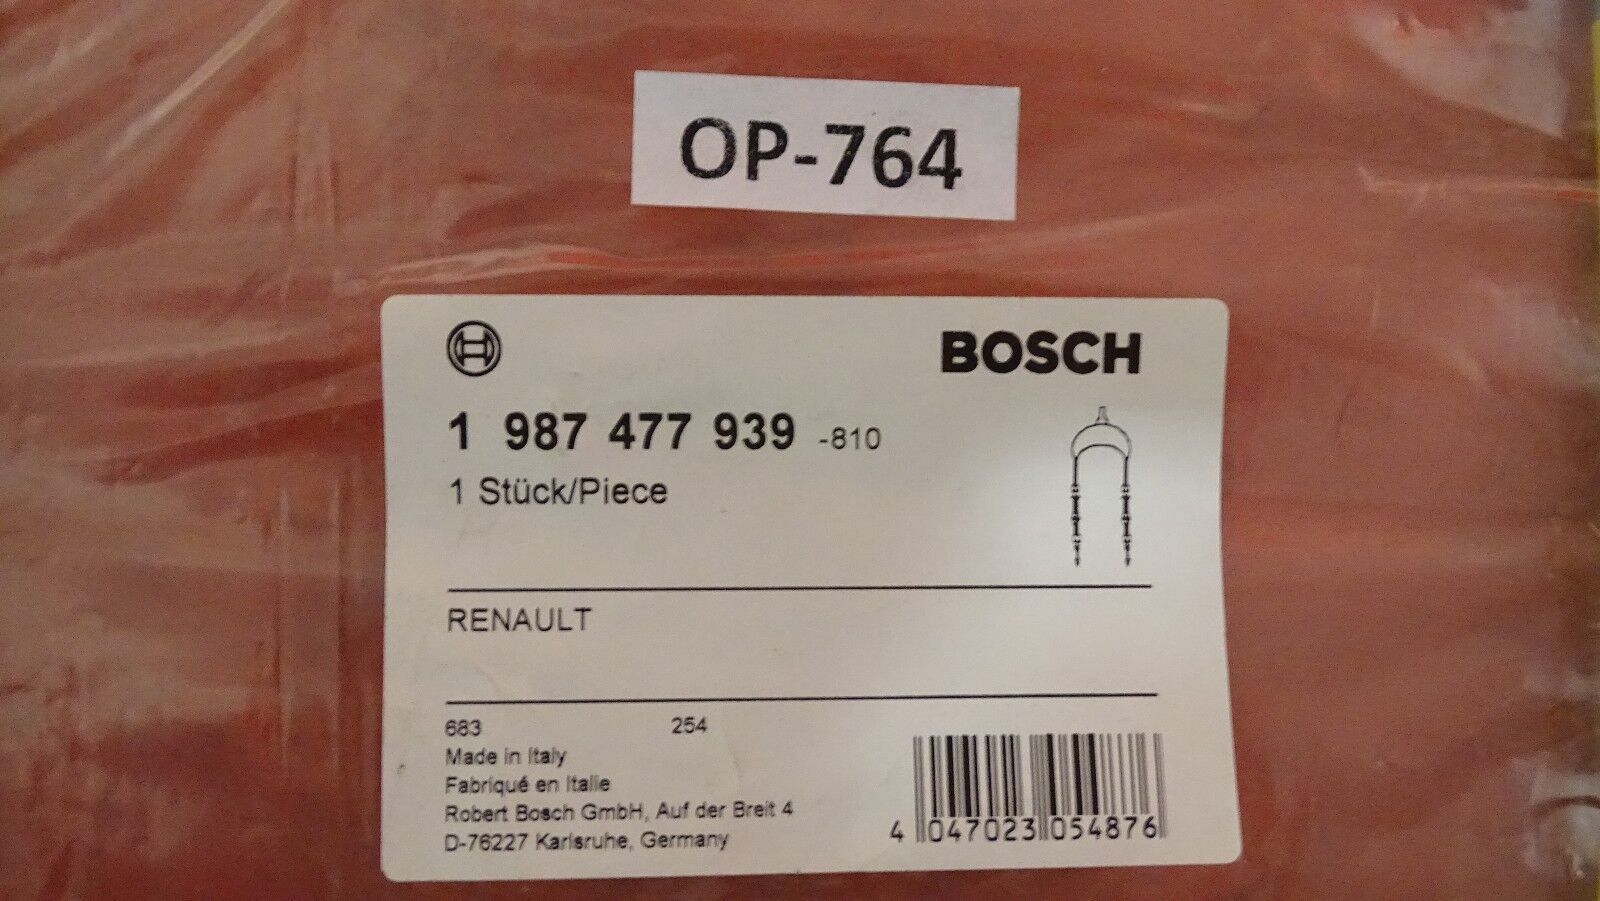 OP-764
BOSCH
1 987 477 939 -810
1 Stück/Piece
RENAULT
683 254
Made in Italy
Fabriqué en Italie
Robert Bosch GmbH, Auf der Breit 4
D-76227 Karlsruhe, Germany
4 047023 054876